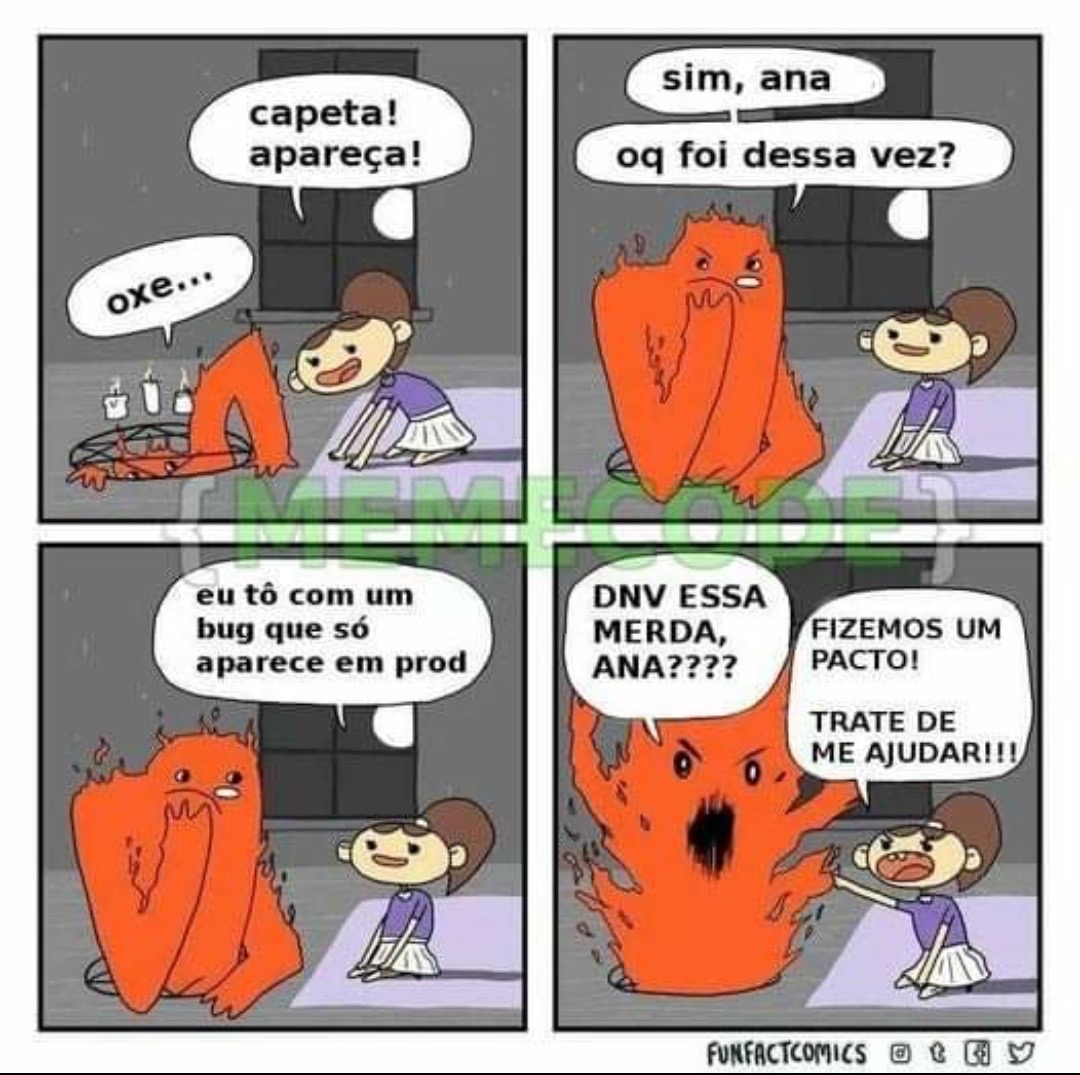 capeta!
apareça!
oxe...
sim, ana
oq foi dessa vez?
{MEMECODE}
eu tô com um
bug que só
aparece em prod
DNV ESSA
MERDA,
ANA????
FIZEMOS UM
PACTO!
TRATE DE
ME AJUDAR!!!
FUNFACTCOMICS